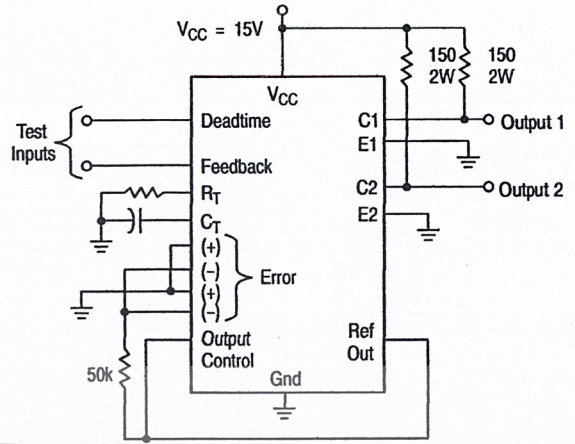 V_CC = 15V
150
2W
150
2W
V_CC
Deadtime
C1
Output 1
Test
Inputs
E1
Feedback
R_T
C2
Output 2
C_T
E2
(+)
(−)
(+)
(−)
Error
Output
Control
Ref
Out
50k
Gnd